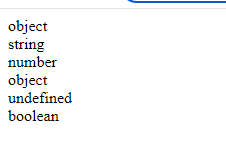 object
string
number
object
undefined
boolean